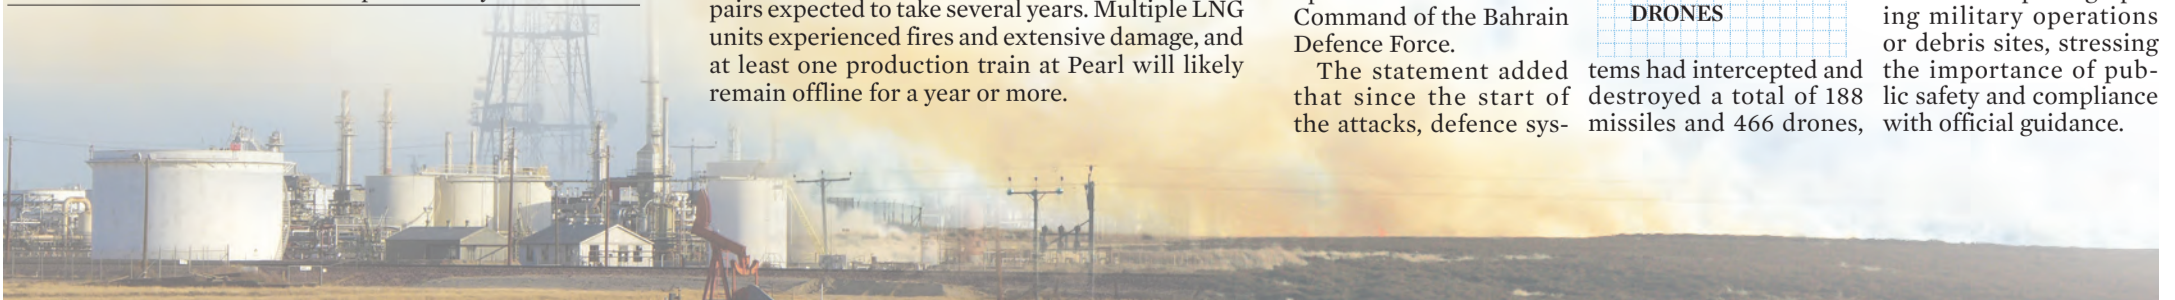 pairs expected to take several years. Multiple LNG
units experienced fires and extensive damage, and
at least one production train at Pearl will likely
remain offline for a year or more.
Command of the Bahrain
Defence Force.
The statement added
that since the start of
the attacks, defence sys-
DRONES
tems had intercepted and
destroyed a total of 188
missiles and 466 drones,
ing military operations
or debris sites, stressing
the importance of pub-
lic safety and compliance
with official guidance.